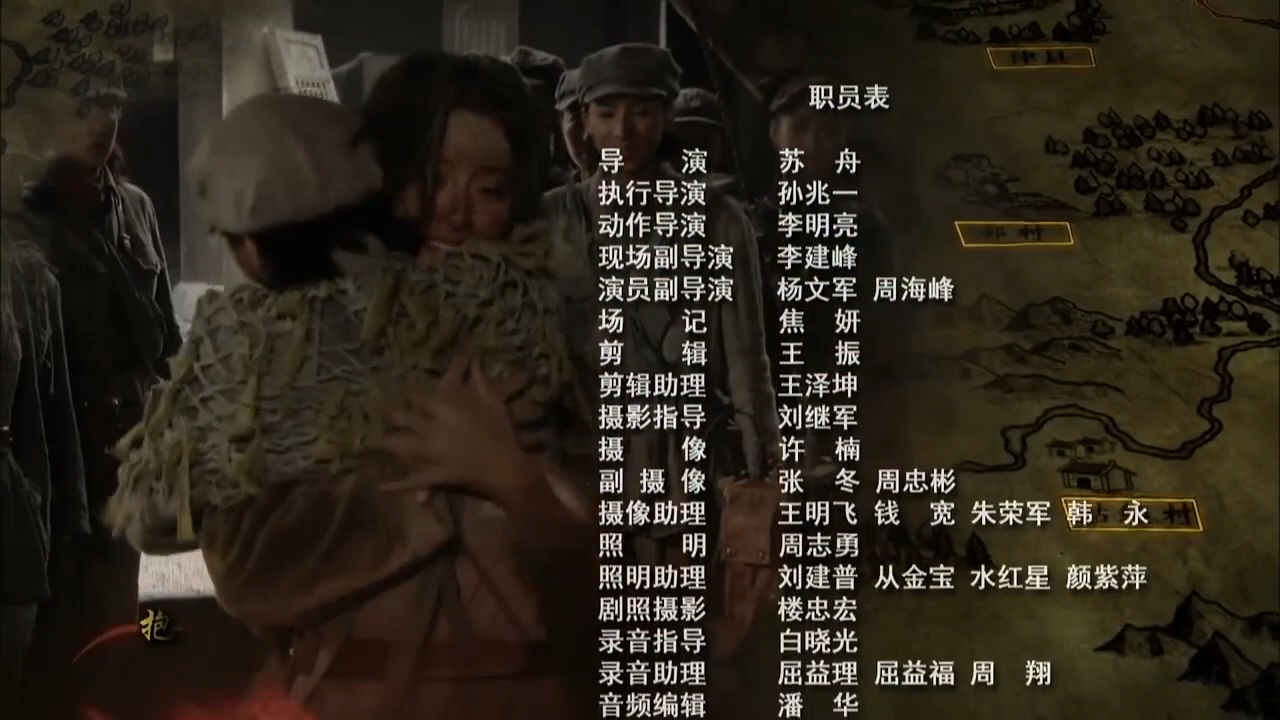 职员表
导 演 苏 舟
执行导演 孙兆一
动作导演 李明亮
现场副导演 李建峰
演员副导演 杨文军 周海峰
场 记 焦 妍
剪 辑 王 振
剪辑助理 王泽坤
摄影指导 刘继军
摄 像 许 楠
副 摄 像 张 冬 周忠彬
摄像助理 王明飞 钱 宽 朱荣军 韩 永
照 明 周志勇
照明助理 刘建普 从金宝 水红星 颜紫萍
剧照摄影 楼忠宏
录音指导 白晓光
录音助理 屈益理 屈益福 周 翔
音频编辑 潘 华
抱